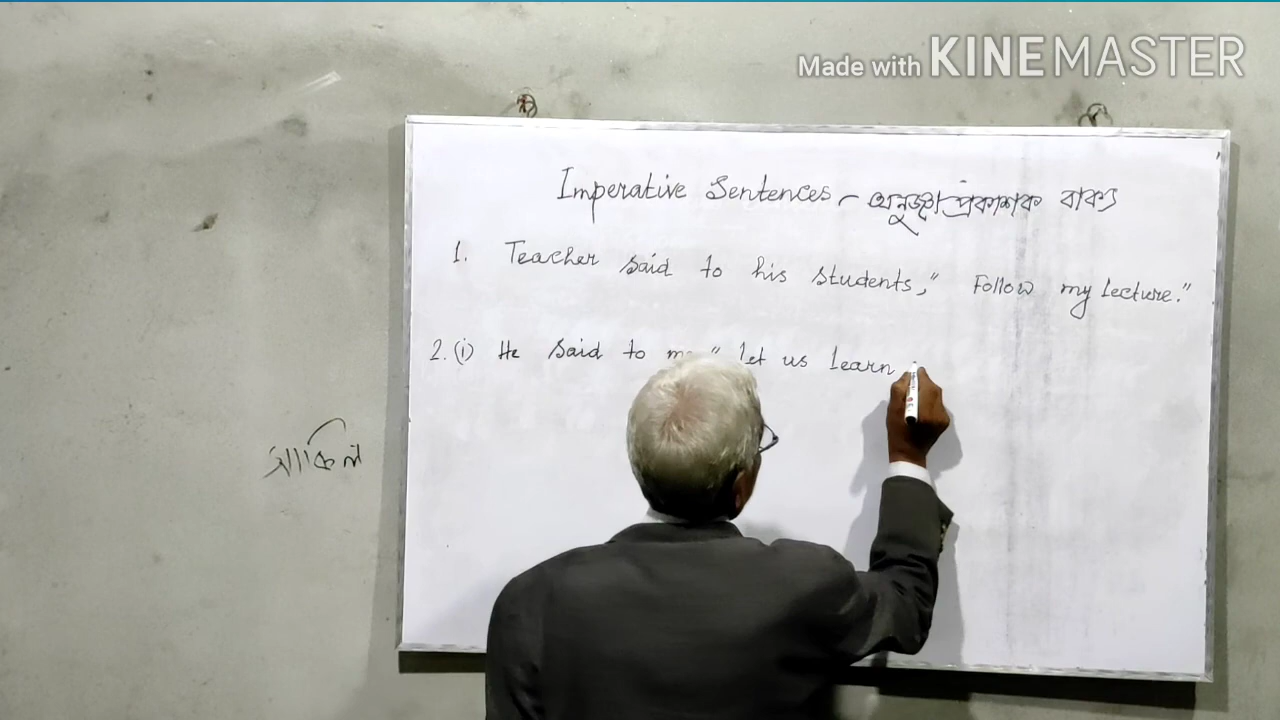 Made with KINEMASTER
Imperative Sentences - অনুজ্ঞা প্রকাশক বাক্য
1. Teacher said to his students," Follow my lecture."
2.(i) He said to me " let us learn